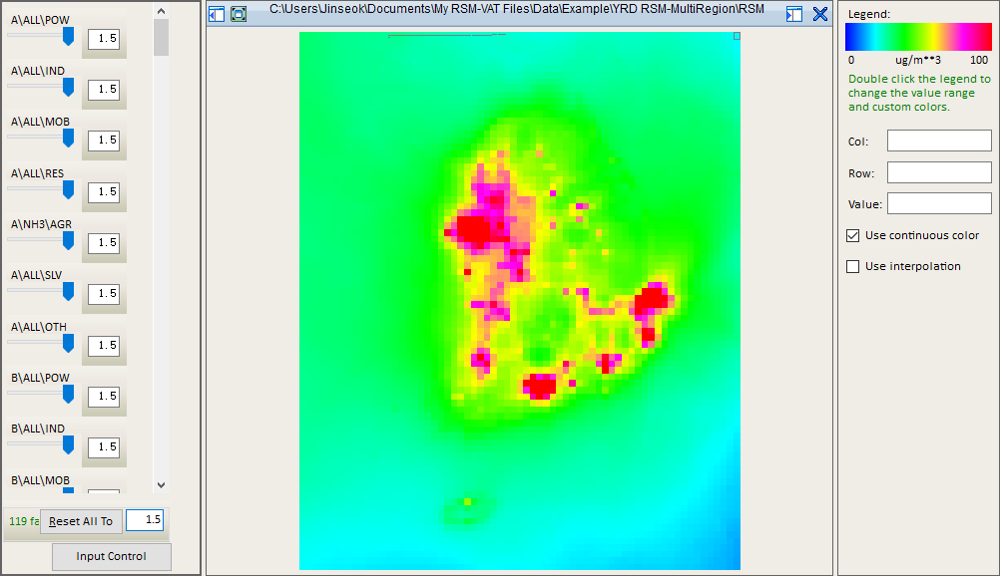 C:\Users\Jinseok\Documents\My RSM-VAT Files\Data\Example\YRD RSM-MultiRegion\RSM
A\ALL\POW
1.5
A\ALL\IND
1.5
A\ALL\MOB
1.5
A\ALL\RES
1.5
A\NH3\AGR
1.5
A\ALL\SLV
1.5
A\ALL\OTH
1.5
B\ALL\POW
1.5
B\ALL\IND
1.5
B\ALL\MOB
119 fa Reset All To 1.5
Input Control
Legend:
0 ug/m**3 100
Double click the legend to
change the value range
and custom colors.
Col:
Row:
Value:
Use continuous color
Use interpolation